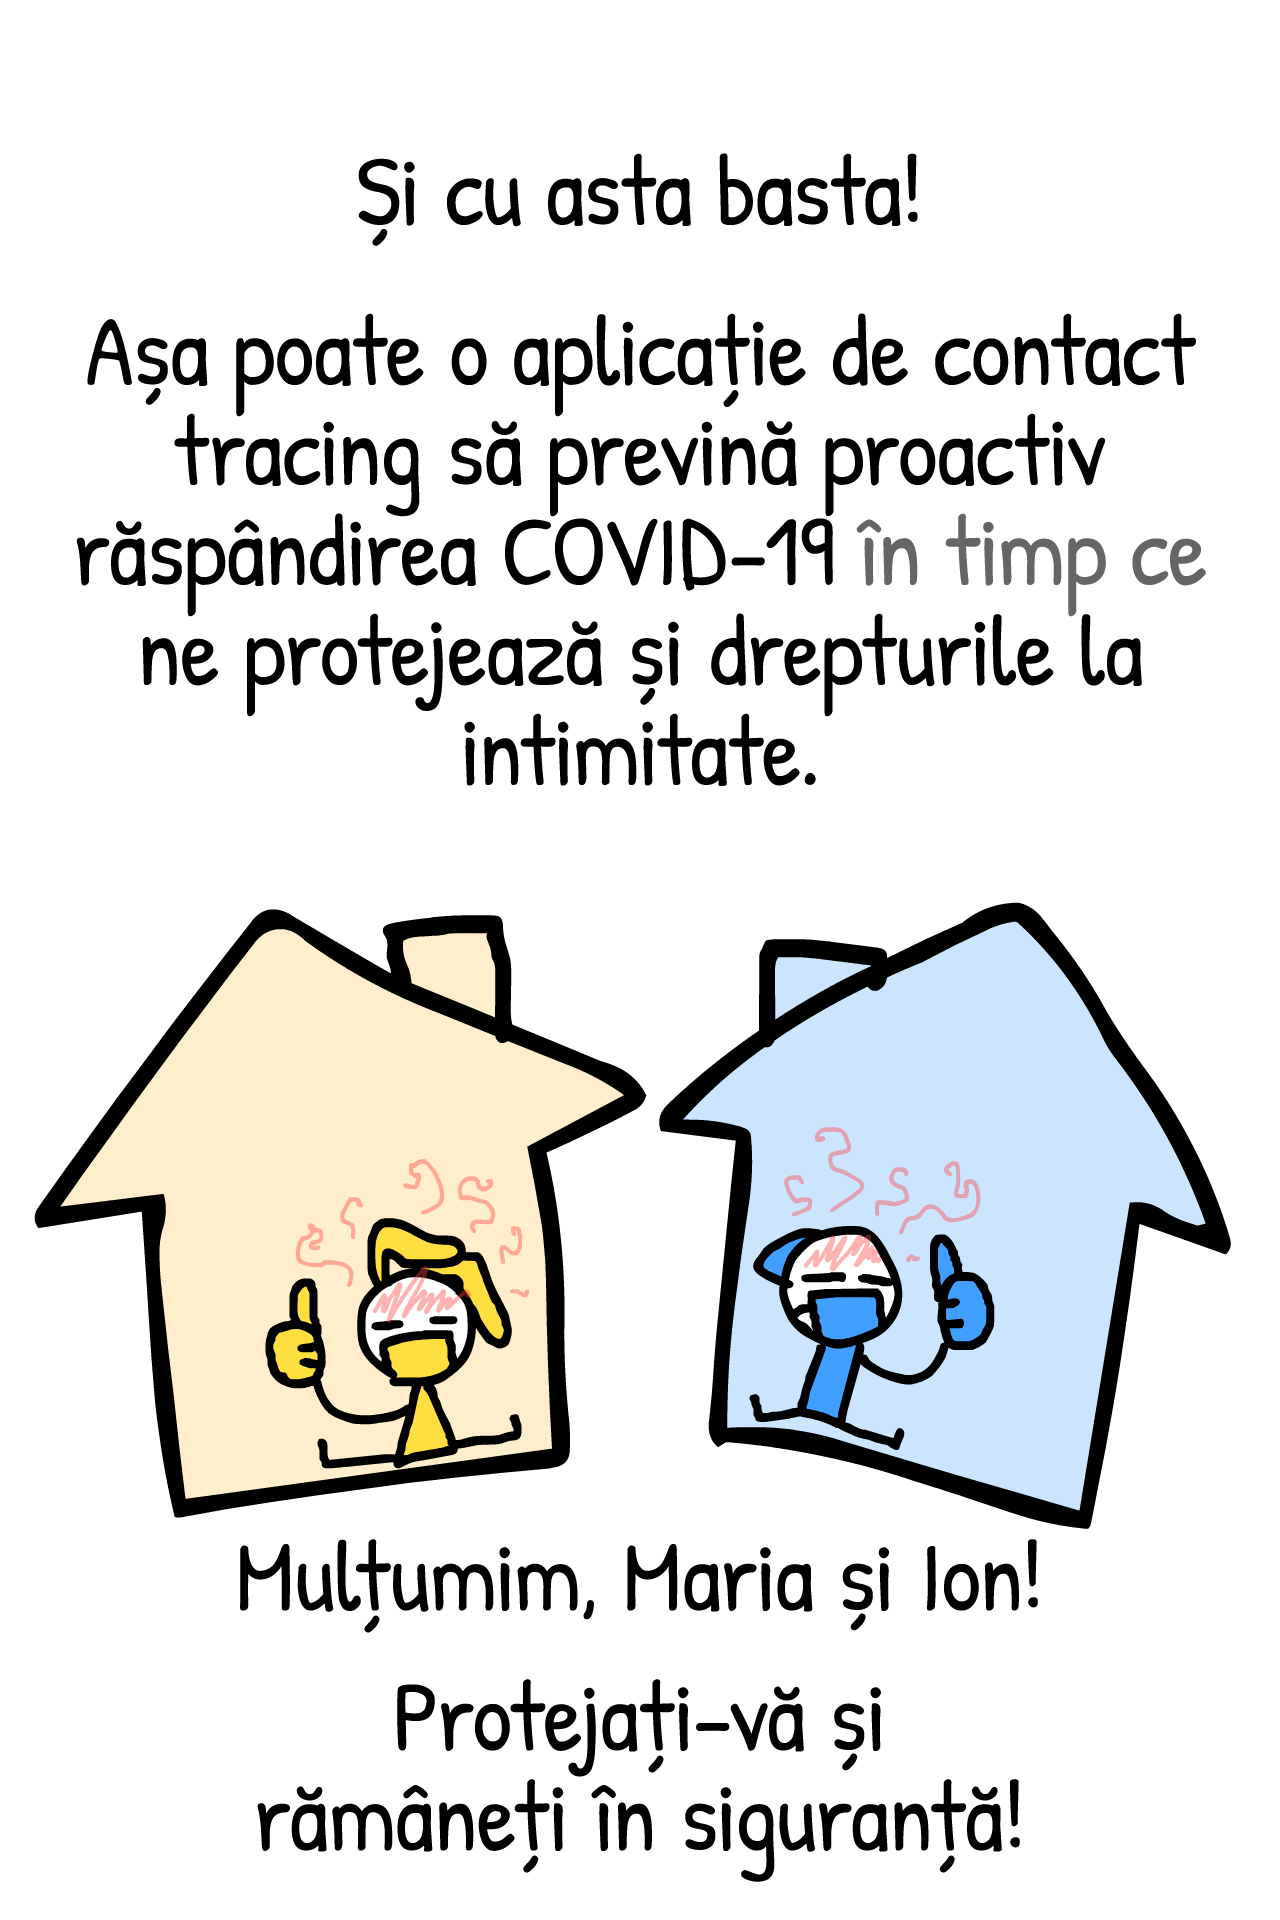 Și cu asta basta!
Așa poate o aplicație de contact
tracing să prevină proactiv
răspândirea COVID-19 în timp ce
ne protejează și drepturile la
intimitate.
Mulțumim, Maria și Ion!
Protejați-vă și
rămâneți în siguranță!